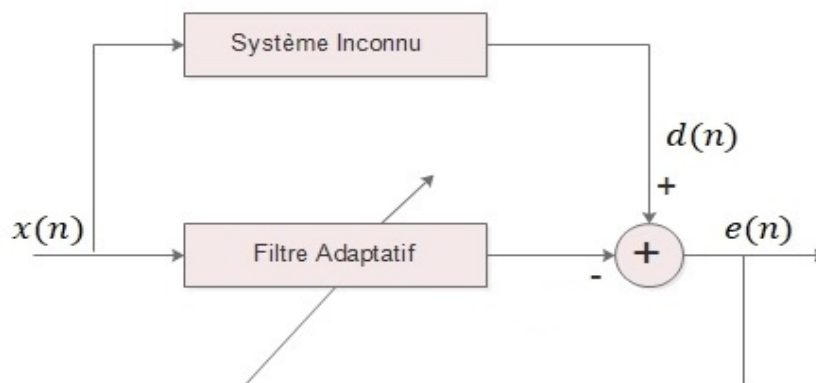 Système Inconnu
d(n)
+
x(n)
Filtre Adaptatif
+
e(n)
-